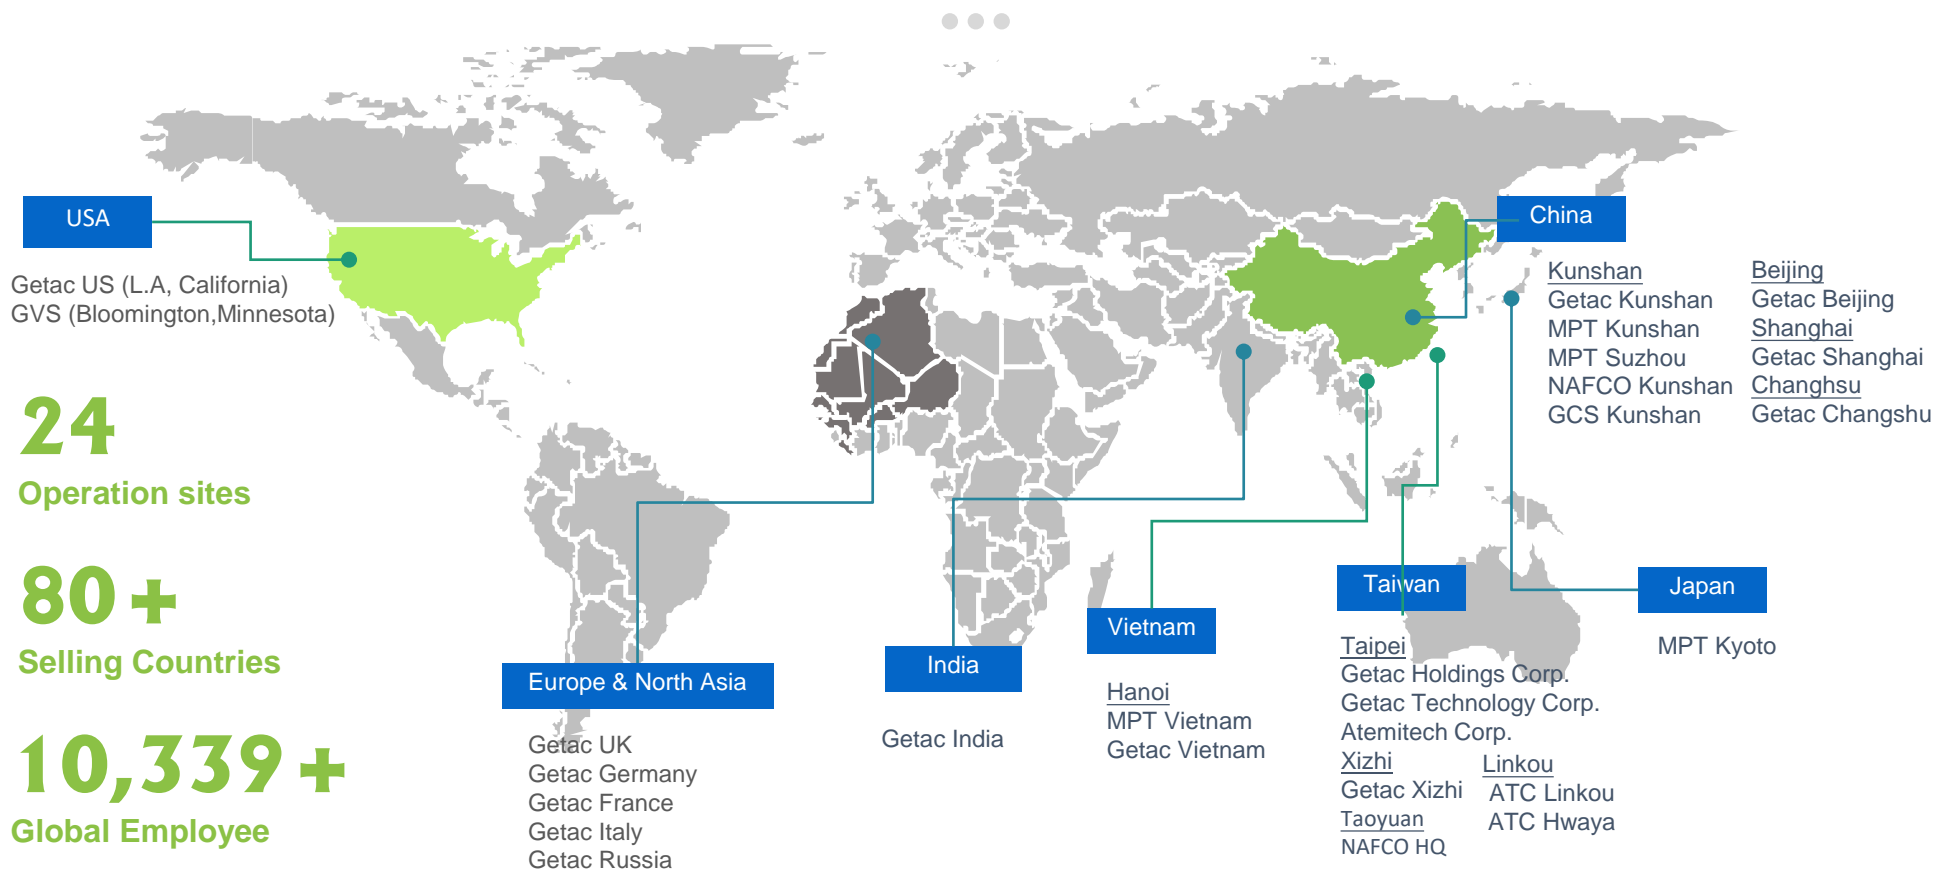 USA
Getac US (L.A, California)
GVS (Bloomington,Minnesota)
24
Operation sites
80 +
Selling Countries
10,339 +
Global Employee
Europe & North Asia
Getac UK
Getac Germany
Getac France
Getac Italy
Getac Russia
India
Getac India
Vietnam
Hanoi
MPT Vietnam
Getac Vietnam
Taiwan
Taipei
Getac Holdings Corp.
Getac Technology Corp.
Atemitech Corp.
Xizhi
Getac Xizhi
Taoyuan
NAFCO HQ
Linkou
ATC Linkou
ATC Hwaya
Japan
MPT Kyoto
China
Kunshan
Getac Kunshan
MPT Kunshan
MPT Suzhou
NAFCO Kunshan
GCS Kunshan
Beijing
Getac Beijing
Shanghai
Getac Shanghai
Changhsu
Getac Changshu